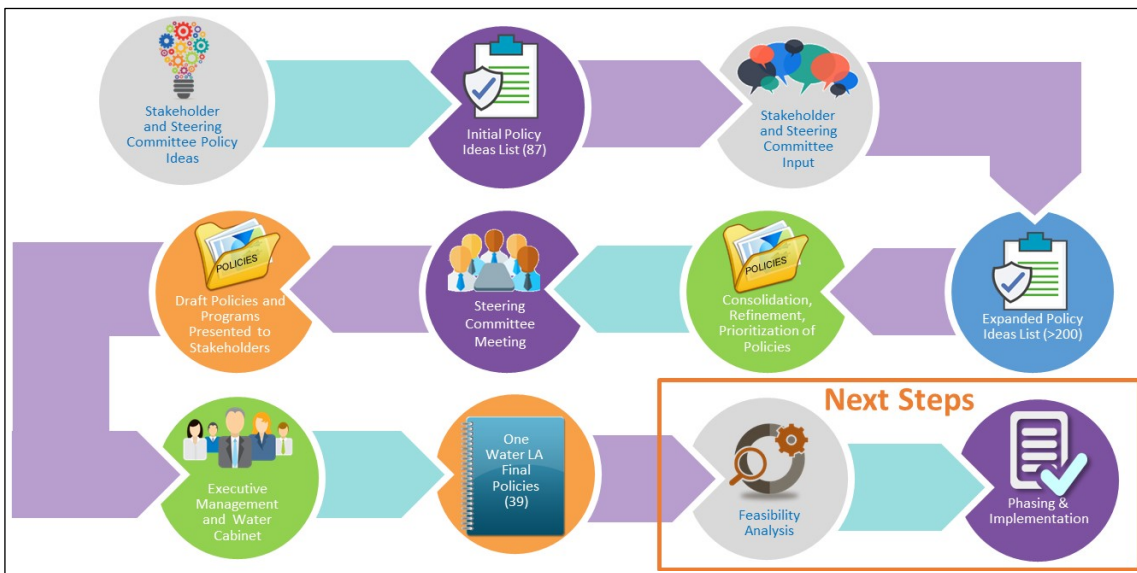 Stakeholder
and Steering
Committee Policy
Ideas
Initial Policy
Ideas List (87)
Stakeholder
and Steering
Committee
Input
Expanded Policy
Ideas List (>200)
POLICIES
Consolidation,
Refinement,
Prioritization of
Policies
Steering
Committee
Meeting
POLICIES
Draft Policies and
Programs
Presented to
Stakeholders
Executive
Management
and Water
Cabinet
One
Water LA
Final
Policies
(39)
Next Steps
Feasibility
Analysis
Phasing &
Implementation